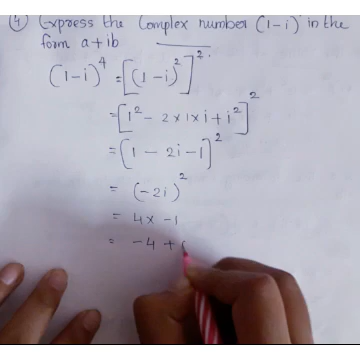 (4) Express the Complex number (1-i)⁴ in the
form a+ib
(1-i)⁴ = [(1-i)²]².
= [1² - 2×1×i + i²]²
= (1 - 2i - 1)²
= (-2i)²
= 4× -1
= -4 +